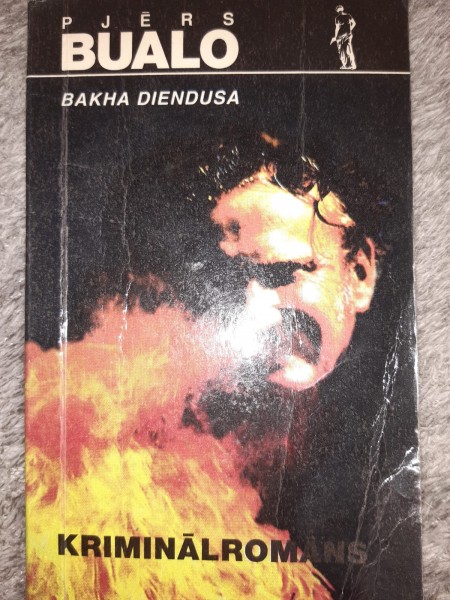 PJĒRS
BUALO
BAKHA DIENDUSA
KRIMINĀLROMĀNS